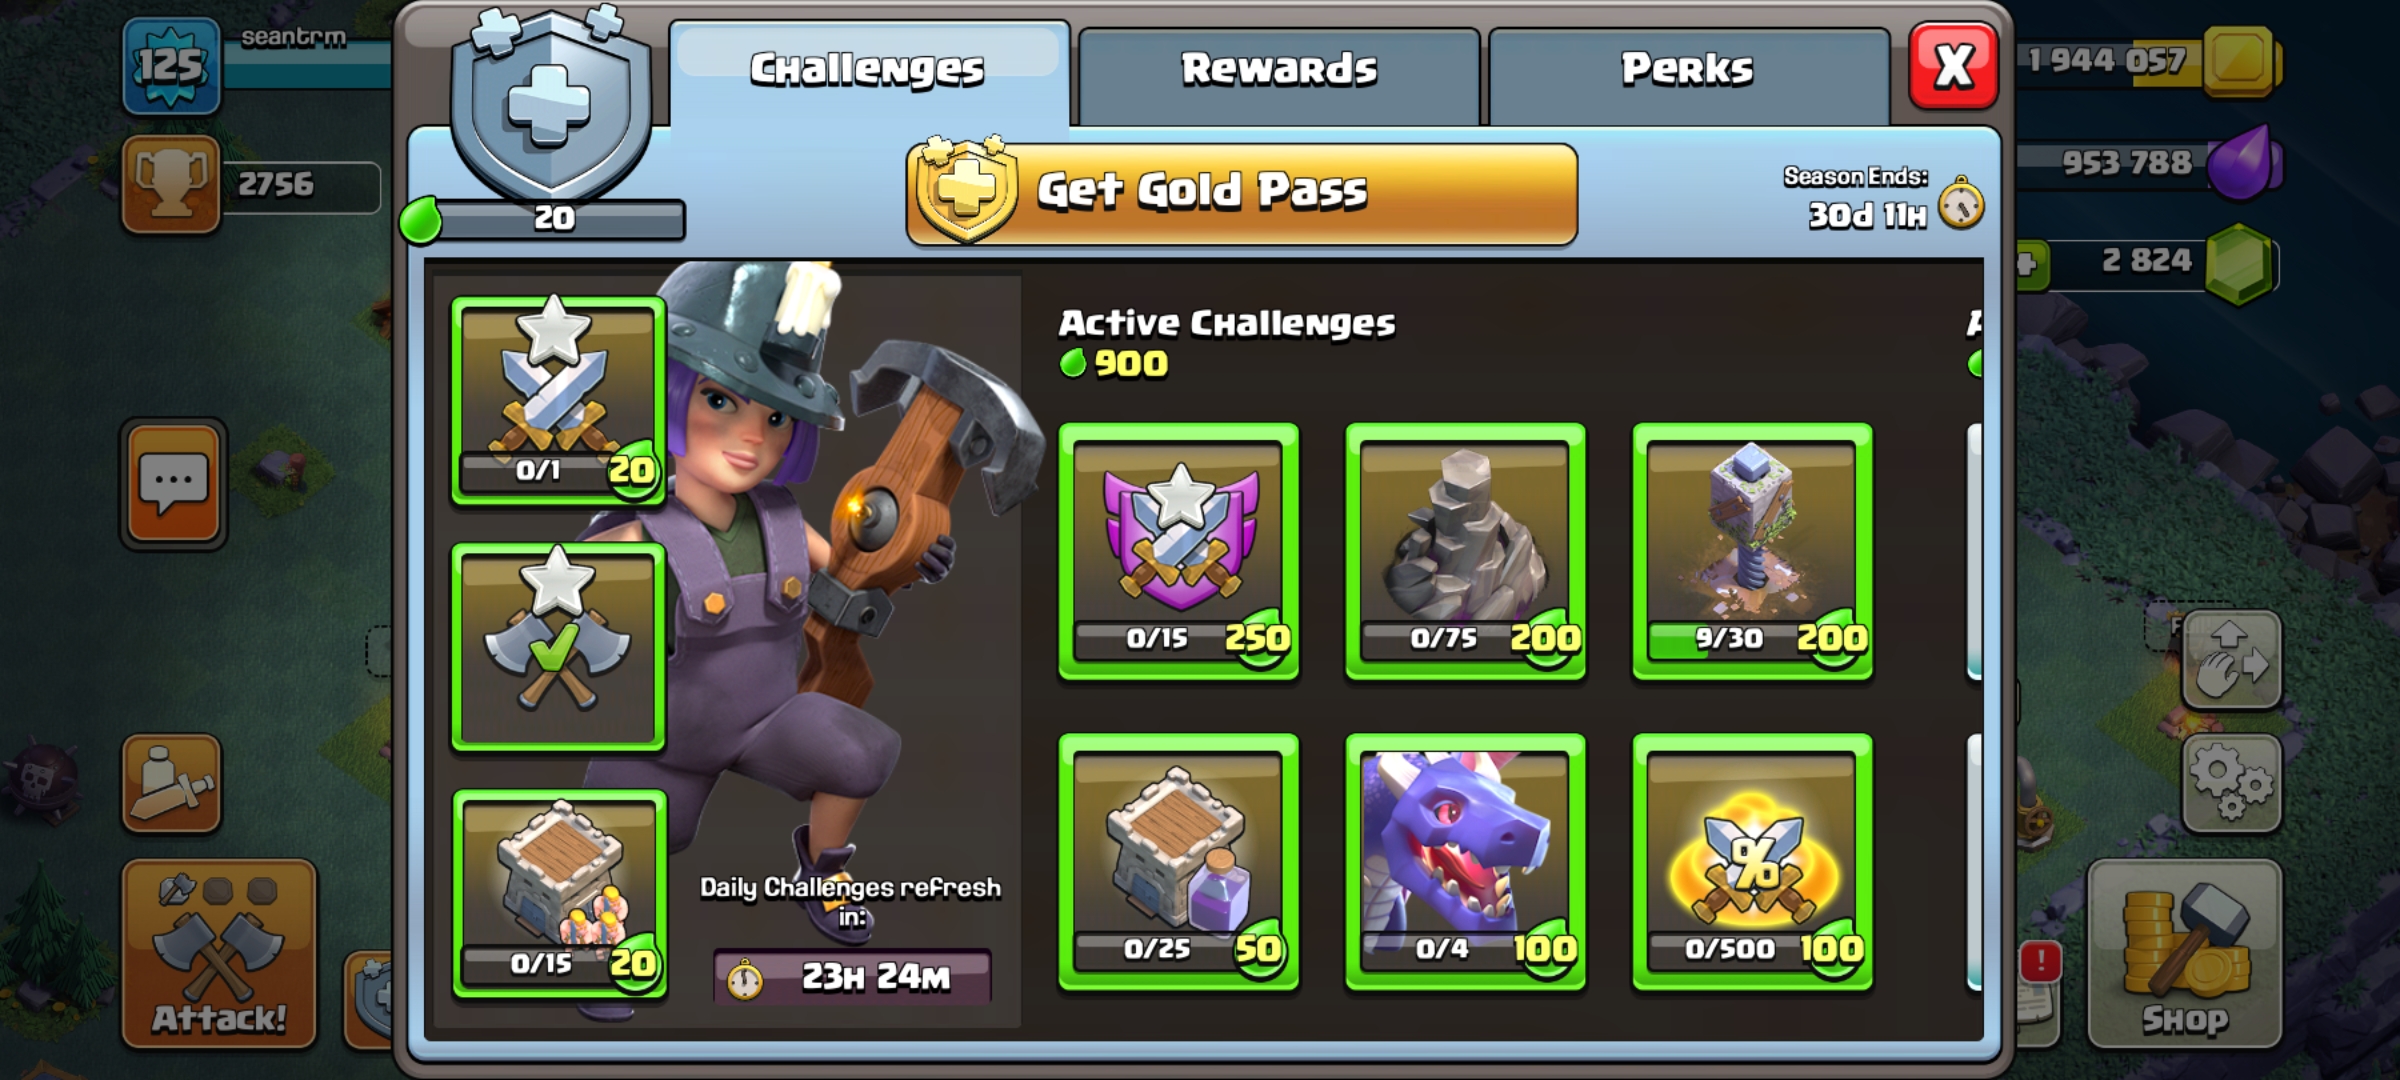 125
seantrm
2756
20
Challenges
Rewards
Perks
X
Get Gold Pass
Season Ends:
30d 11H
1 944 057
953 788
2 824
0/1
20
0/15
20
Daily Challenges refresh
in:
23H 24M
Active Challenges
900
0/15
250
0/75
200
9/30
200
0/25
50
0/4
100
%
0/500
100
Attack!
!
Shop